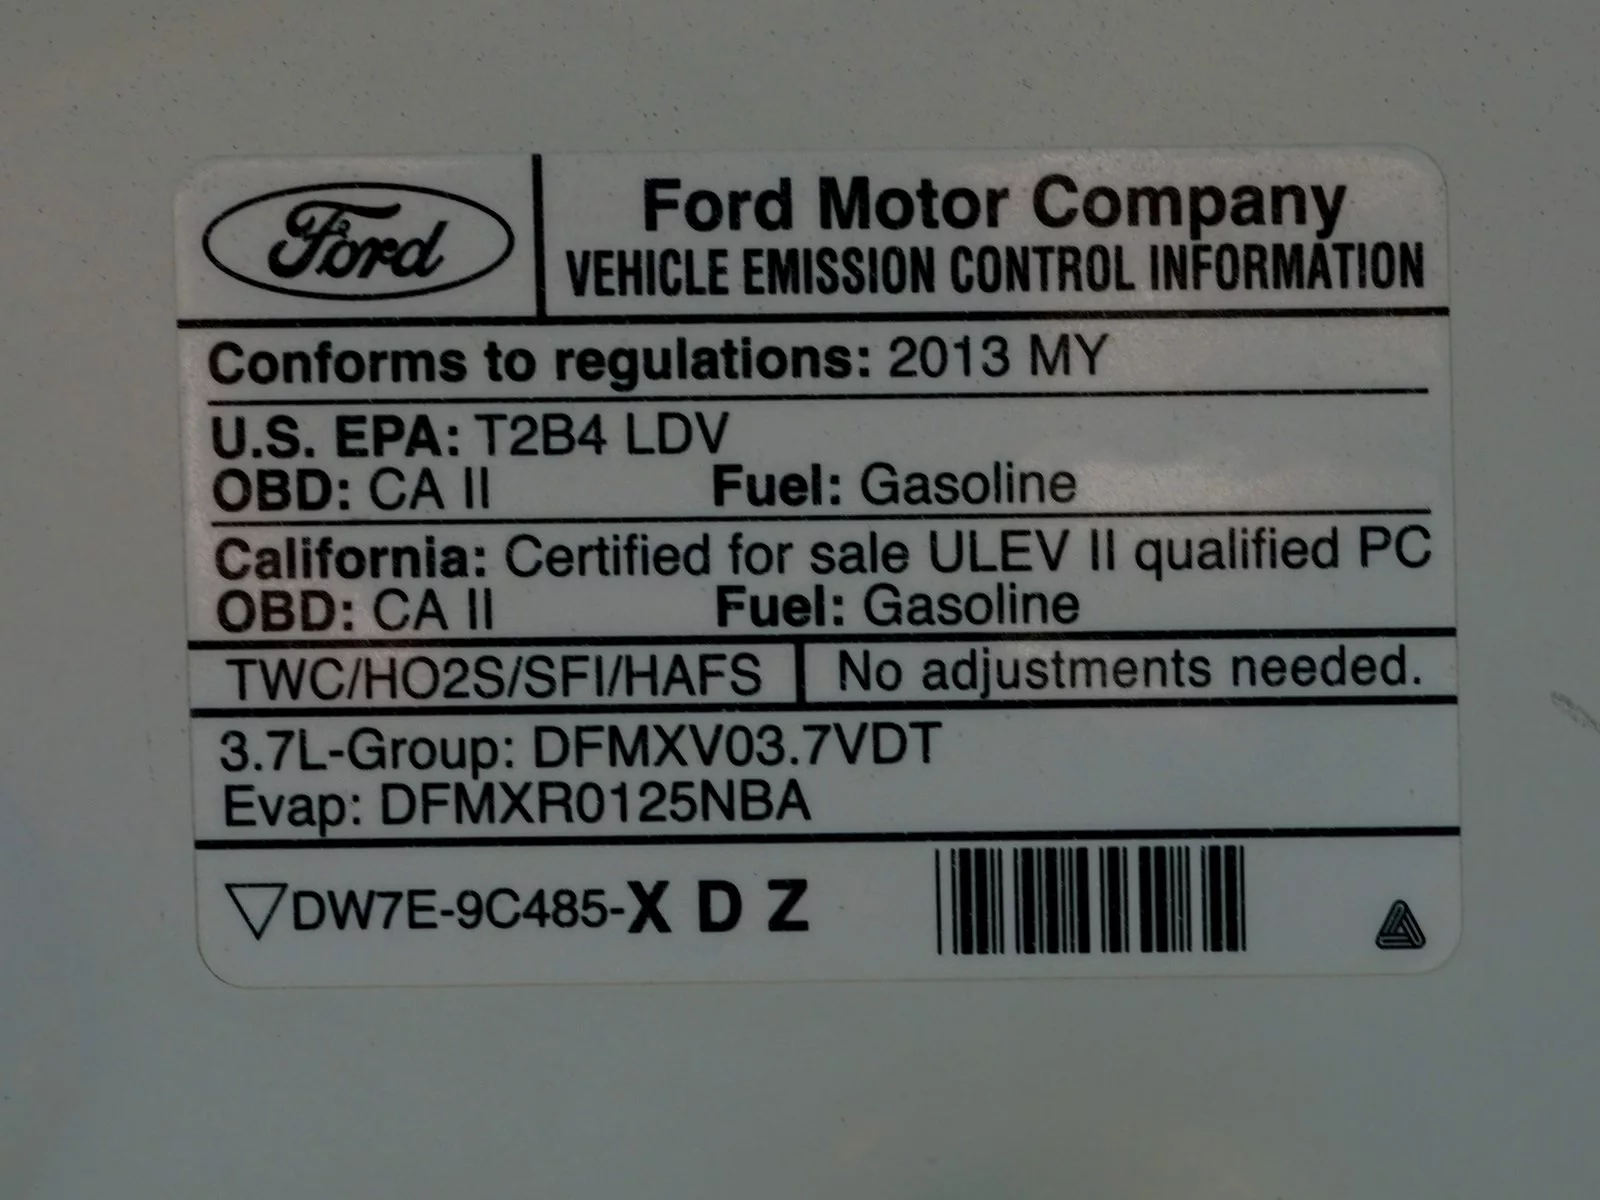 Ford
Ford Motor Company
VEHICLE EMISSION CONTROL INFORMATION
Conforms to regulations: 2013 MY
U.S. EPA: T2B4 LDV
OBD: CA II Fuel: Gasoline
California: Certified for sale ULEV II qualified PC
OBD: CA II Fuel: Gasoline
TWC/HO2S/SFI/HAFS
No adjustments needed.
3.7L-Group: DFMXV03.7VDT
Evap: DFMXR0125NBA
DW7E-9C485-X D Z